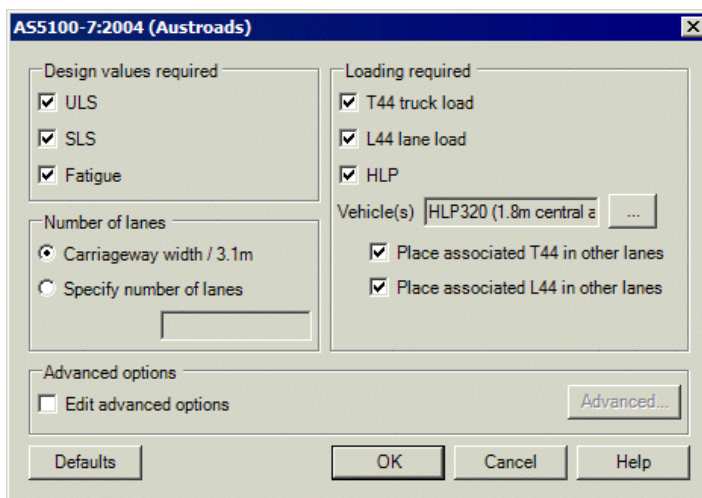 AS5100-7:2004 (Austroads)
Design values required
ULS
SLS
Fatigue
Number of lanes
Carriageway width / 3.1m
Specify number of lanes
Loading required
T44 truck load
L44 lane load
HLP
Vehicle(s) HLP320 (1.8m central a ...
Place associated T44 in other lanes
Place associated L44 in other lanes
Advanced options
Edit advanced options Advanced...
Defaults OK Cancel Help